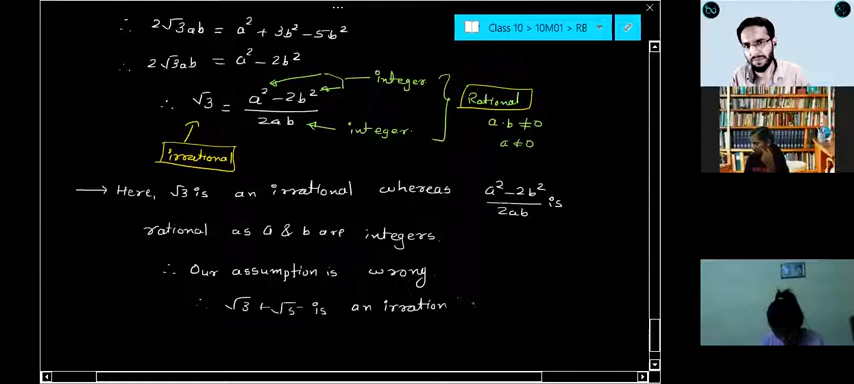 ∴ 2√3ab = a² + 3b² - 5b²
Class 10 > 10M01 > RB
∴ 2√3ab = a² - 2b²
∴ √3 = (a² - 2b²)/2ab
integer
integer.
Rational
a·b ≠ 0
a ≠ 0
irrational
→ Here, √3 is an irrational whereas (a² - 2b²)/2ab is
rational as a & b are integers.
∴ Our assumption is wrong.
∴ √3 + √5 is an irration